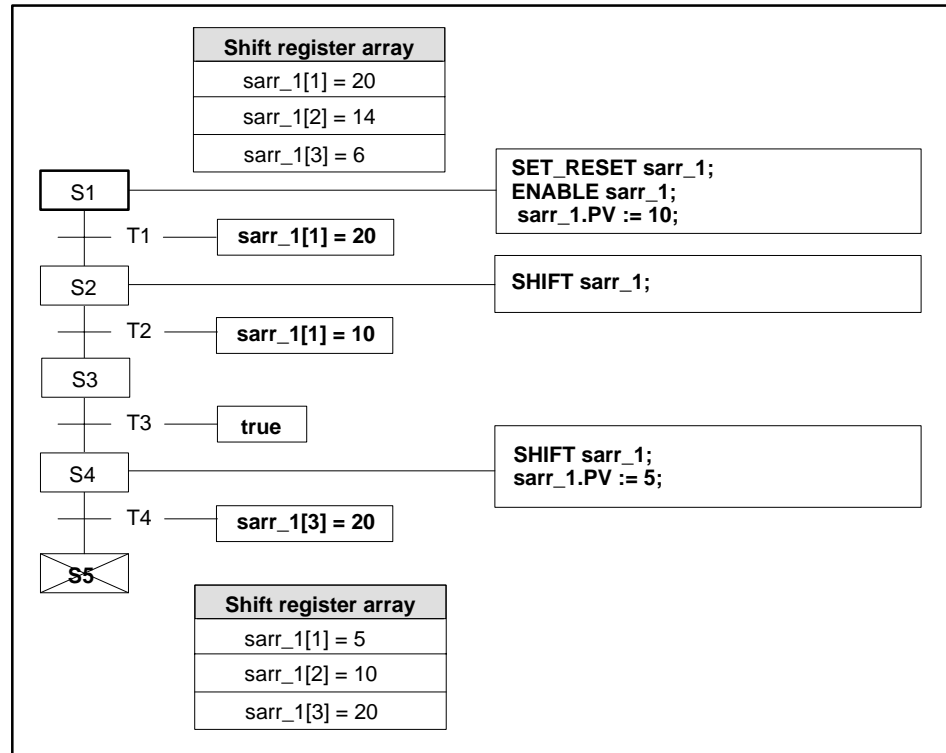 Shift register array
sarr_1[1] = 20
sarr_1[2] = 14
sarr_1[3] = 6
S1
SET_RESET sarr_1;
ENABLE sarr_1;
sarr_1.PV := 10;
T1
sarr_1[1] = 20
S2
SHIFT sarr_1;
T2
sarr_1[1] = 10
S3
T3
true
S4
SHIFT sarr_1;
sarr_1.PV := 5;
T4
sarr_1[3] = 20
S5
Shift register array
sarr_1[1] = 5
sarr_1[2] = 10
sarr_1[3] = 20